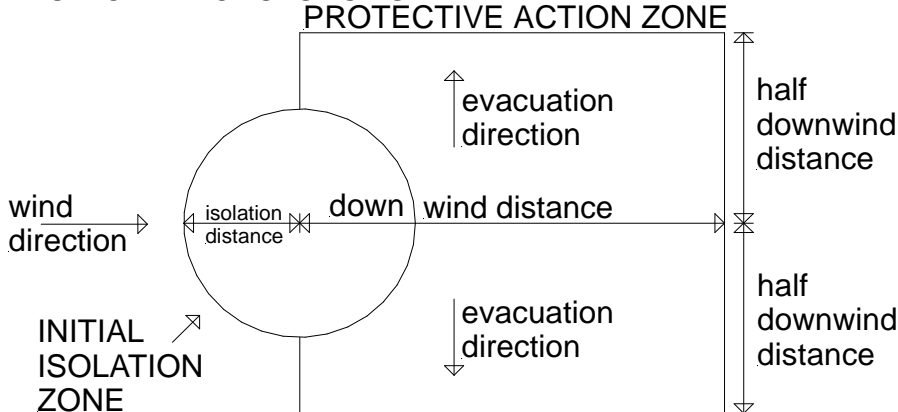 PROTECTIVE ACTION ZONE
evacuation
direction
half
downwind
distance
wind
direction
isolation
distance
down wind distance
evacuation
direction
half
downwind
distance
INITIAL
ISOLATION
ZONE